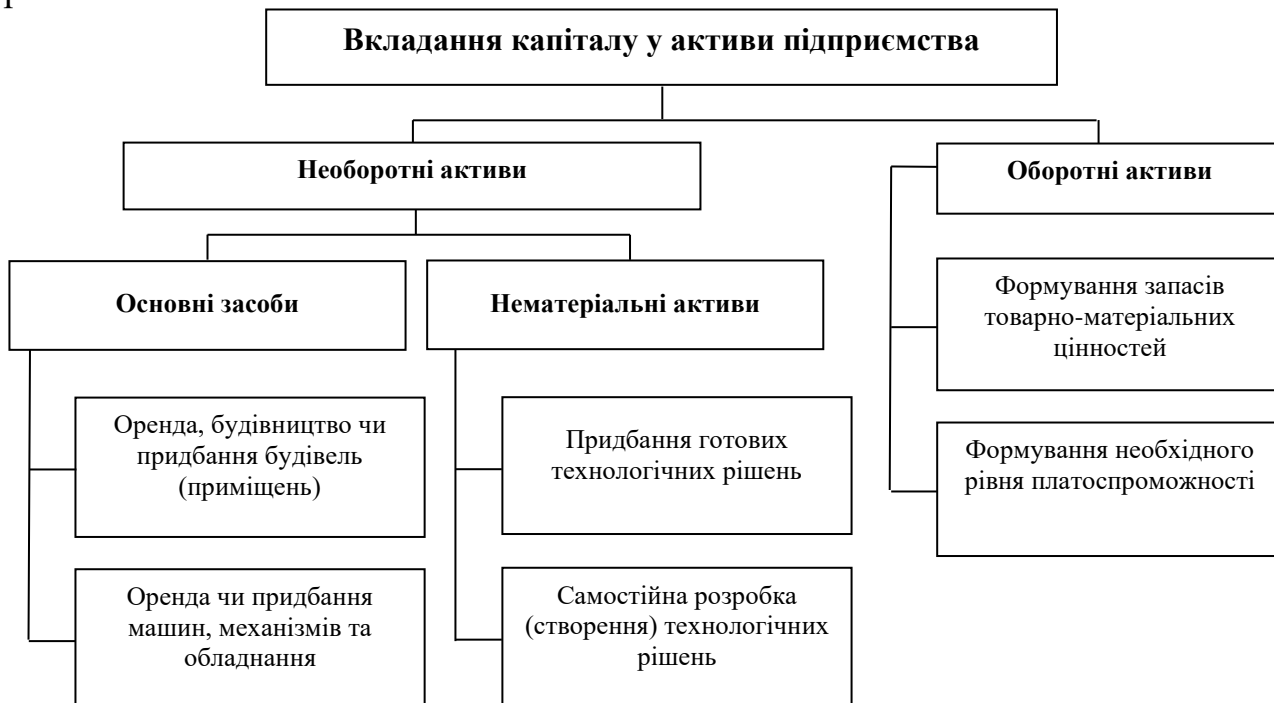 Вкладання капіталу у активи підприємства
Необоротні активи
Оборотні активи
Основні засоби
Нематеріальні активи
Формування запасів
товарно-матеріальних
цінностей
Оренда, будівництво чи
придбання будівель
(приміщень)
Придбання готових
технологічних рішень
Формування необхідного
рівня платоспроможності
Оренда чи придбання
машин, механізмів та
обладнання
Самостійна розробка
(створення) технологічних
рішень